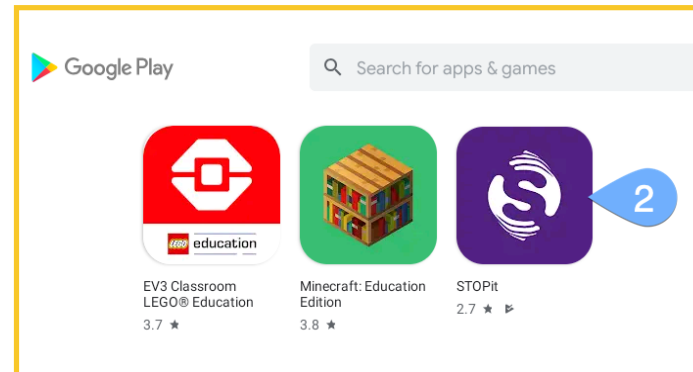 Google Play
Search for apps & games
LEGO education
2
EV3 Classroom
LEGO® Education
3.7 ★
Minecraft: Education
Edition
3.8 ★
STOPit
2.7 ★